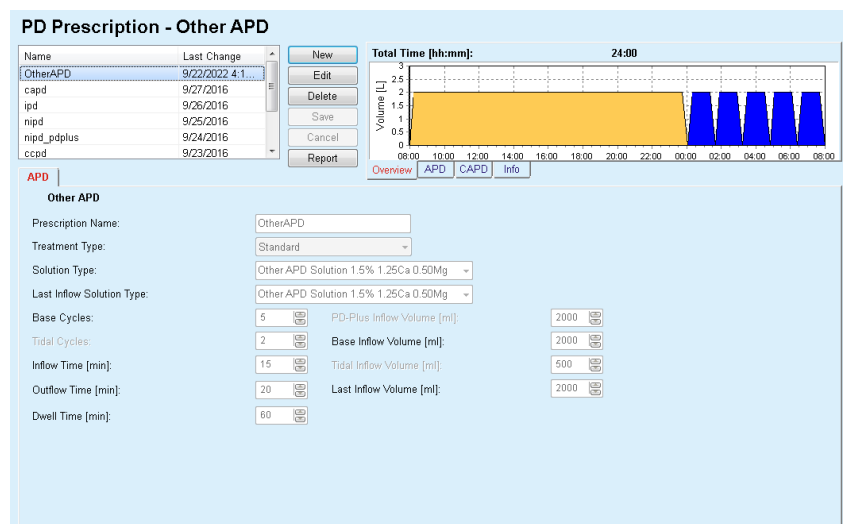 PD Prescription - Other APD
Name Last Change
OtherAPD 9/22/2022 4:1...
capd 9/27/2016
ipd 9/26/2016
nipd 9/25/2016
nipd_pdplus 9/24/2016
ccpd 9/23/2016
New
Edit
Delete
Save
Cancel
Report
Total Time [hh:mm]: 24:00
Volume [L]
3
2.5
2
1.5
1
0.5
0
08:00 10:00 12:00 14:00 16:00 18:00 20:00 22:00 00:00 02:00 04:00 06:00 08:00
Overview APD CAPD Info
APD
Other APD
Prescription Name: OtherAPD
Treatment Type: Standard
Solution Type: Other APD Solution 1.5% 1.25Ca 0.50Mg
Last Inflow Solution Type: Other APD Solution 1.5% 1.25Ca 0.50Mg
Base Cycles: 5 PD-Plus Inflow Volume [ml]: 2000
Tidal Cycles: 2 Base Inflow Volume [ml]: 2000
Inflow Time [min]: 15 Tidal Inflow Volume [ml]: 500
Outflow Time [min]: 20 Last Inflow Volume [ml]: 2000
Dwell Time [min]: 60